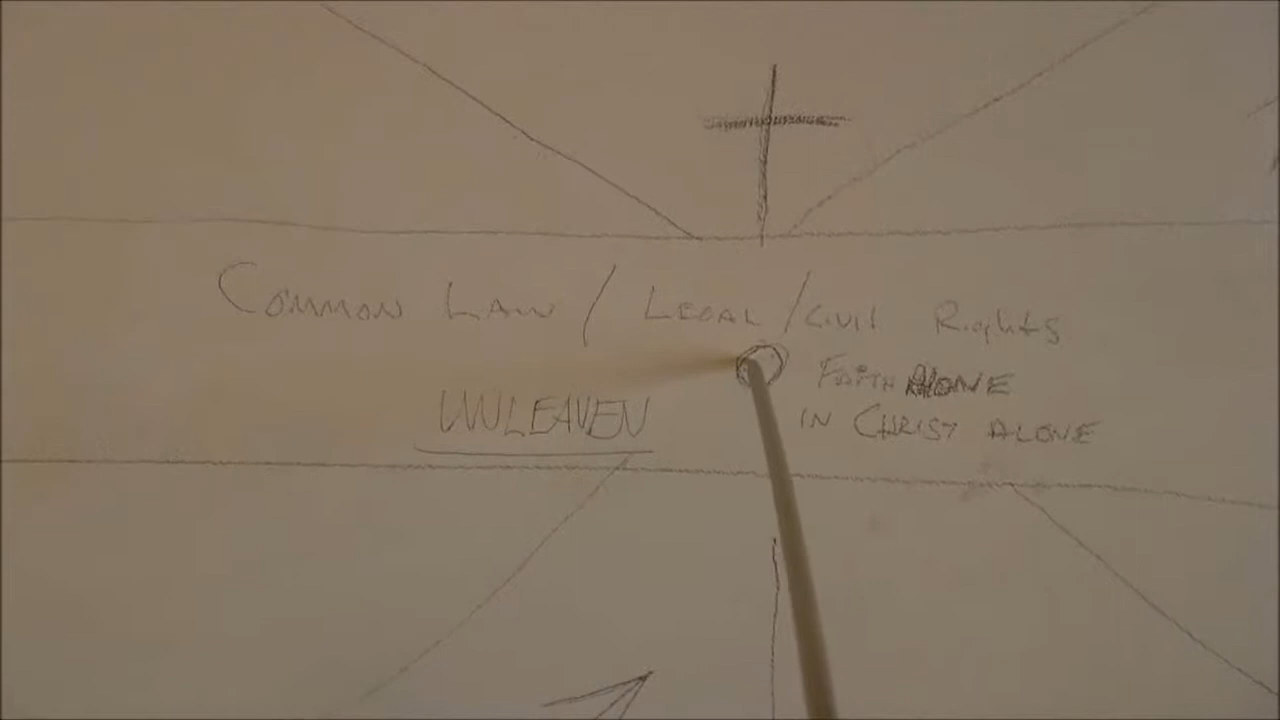 Common Law / Legal / Civil Rights
Faith Alone
in Christ Alone
UNLEAVEN